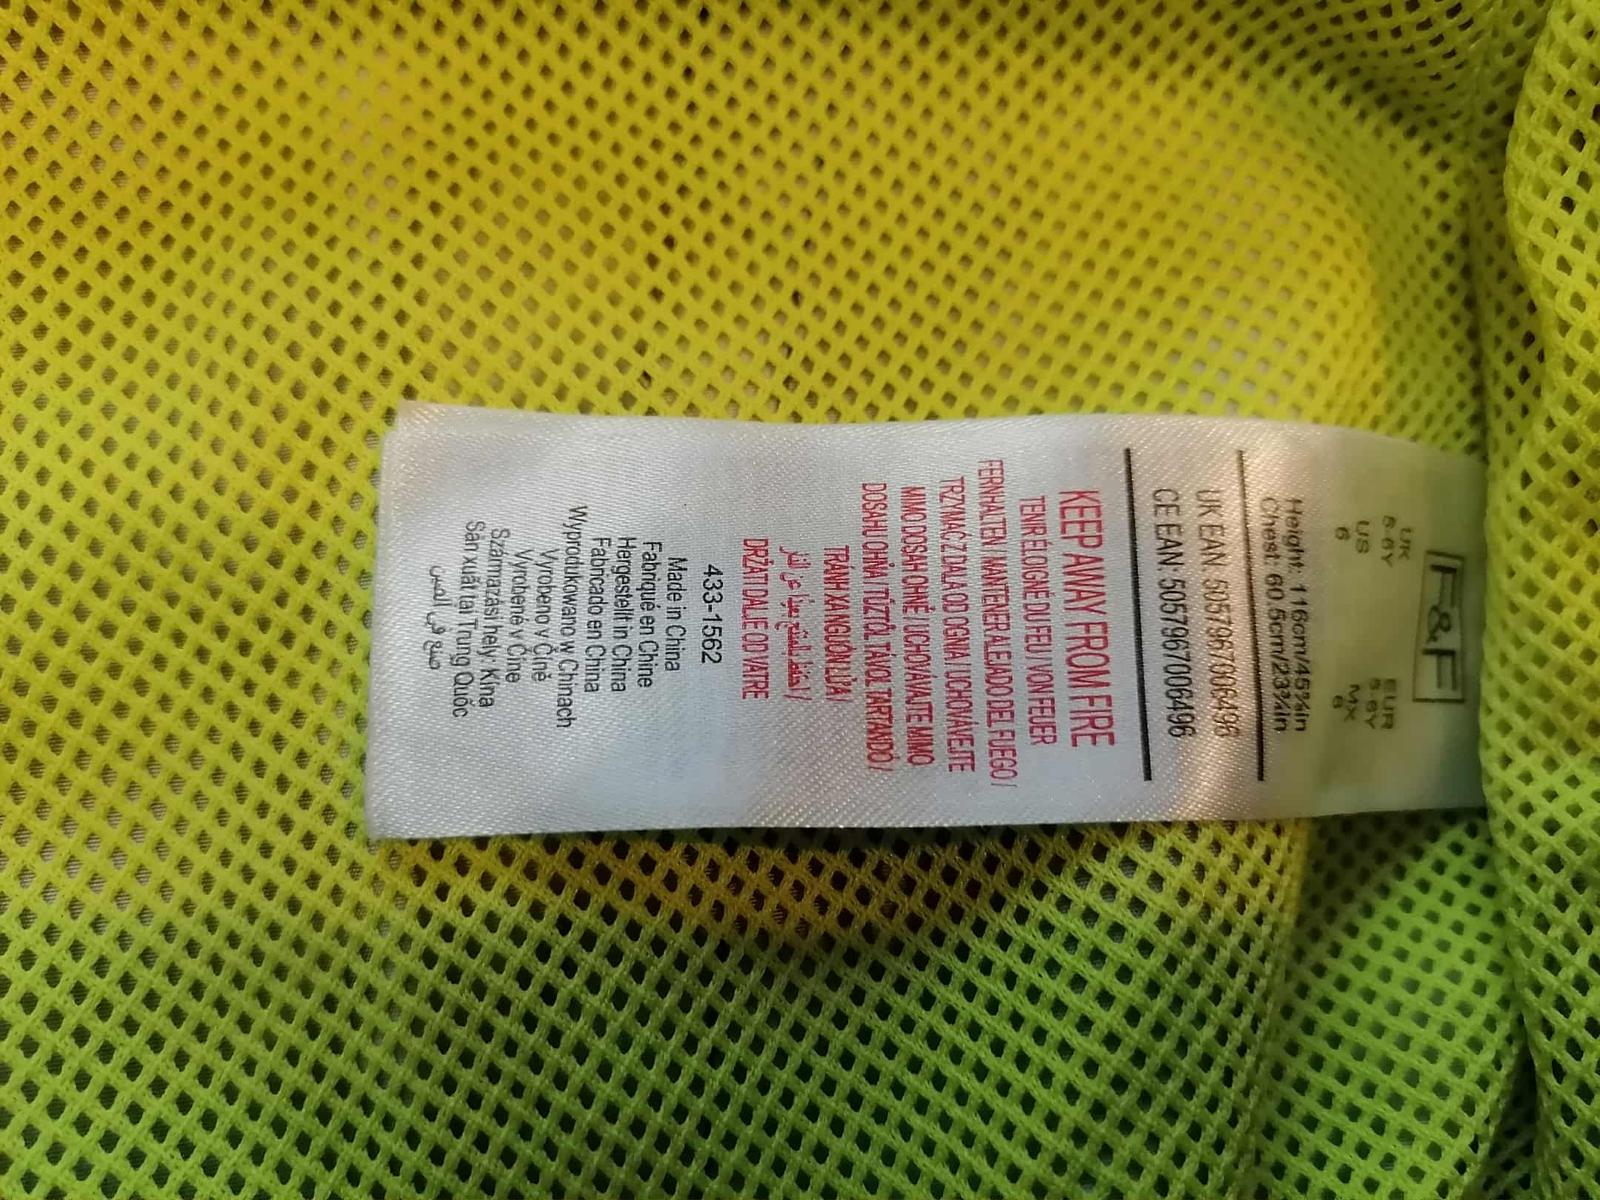 F&F
UK EUR
5-6Y 5-6Y
US MX
6 6
Height: 116cm/45¾in
Chest: 60.5cm/23¾in
UK EAN 5057967006496
CE EAN 5057967006496
KEEP AWAY FROM FIRE
TENIR ÉLOIGNÉ DU FEU / VON FEUER
FERNHALTEN / MANTENER ALEJADO DEL FUEGO /
TRZYMAĆ Z DALA OD OGNIA / UCHOVÁVEJTE
MIMO DOSAH OHNĚ / UCHOVÁVAJTE MIMO
DOSAHU OHŇA / TŰZTŐL TÁVOL TARTANDÓ /
TRÁNH XA NGUỒN LỬA /
DRŽATI DALJE OD VATRE
433-1562
Made in China
Fabriqué en Chine
Hergestellt in China
Fabricado en China
Wyprodukowano w Chinach
Vyrobeno v Číně
Vyrobené v Číne
Származási hely Kína
Sản xuất tại Trung Quốc
صنع في الصين